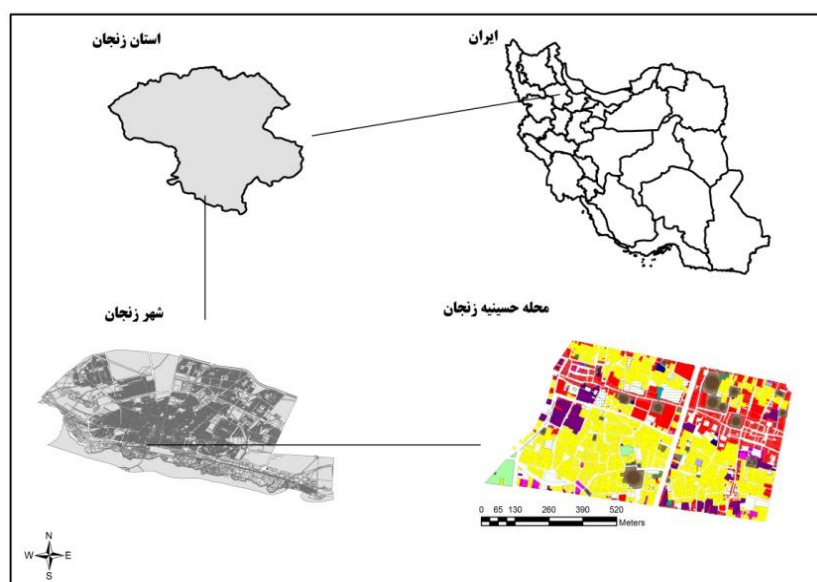 ایران
استان زنجان
محله حسینیه زنجان
شهر زنجان
0 65 130 260 390 520
Meters
N
W E
S